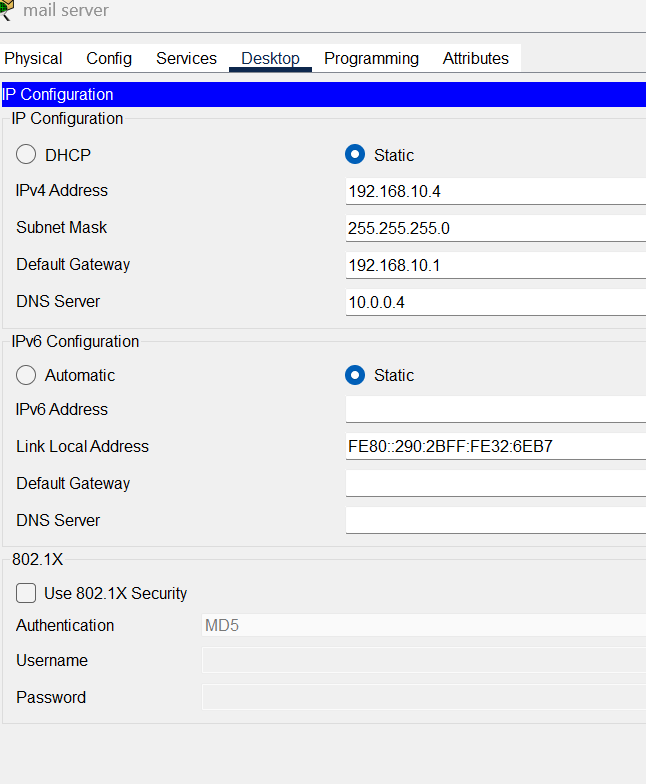 mail server
Physical Config Services Desktop Programming Attributes
IP Configuration
IP Configuration
DHCP Static
IPv4 Address 192.168.10.4
Subnet Mask 255.255.255.0
Default Gateway 192.168.10.1
DNS Server 10.0.0.4
IPv6 Configuration
Automatic Static
IPv6 Address
Link Local Address FE80::290:2BFF:FE32:6EB7
Default Gateway
DNS Server
802.1X
Use 802.1X Security
Authentication MD5
Username
Password